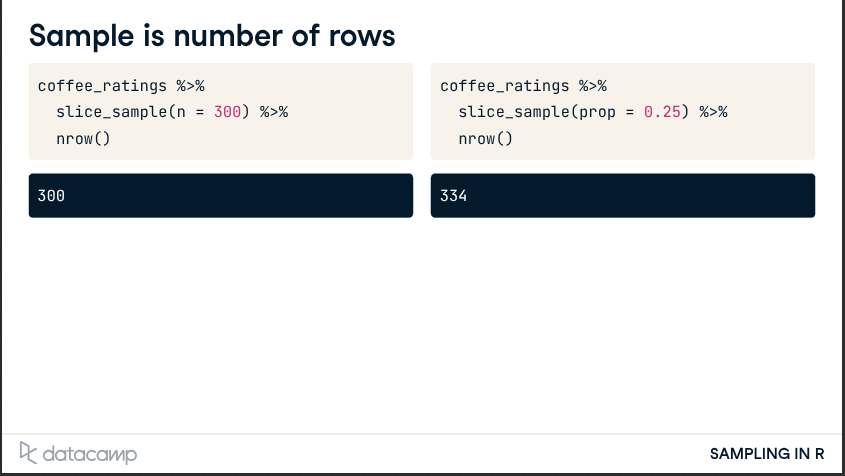 Sample is number of rows
coffee_ratings %>%
  slice_sample(n = 300) %>%
  nrow()
300
coffee_ratings %>%
  slice_sample(prop = 0.25) %>%
  nrow()
334
datacamp
SAMPLING IN R